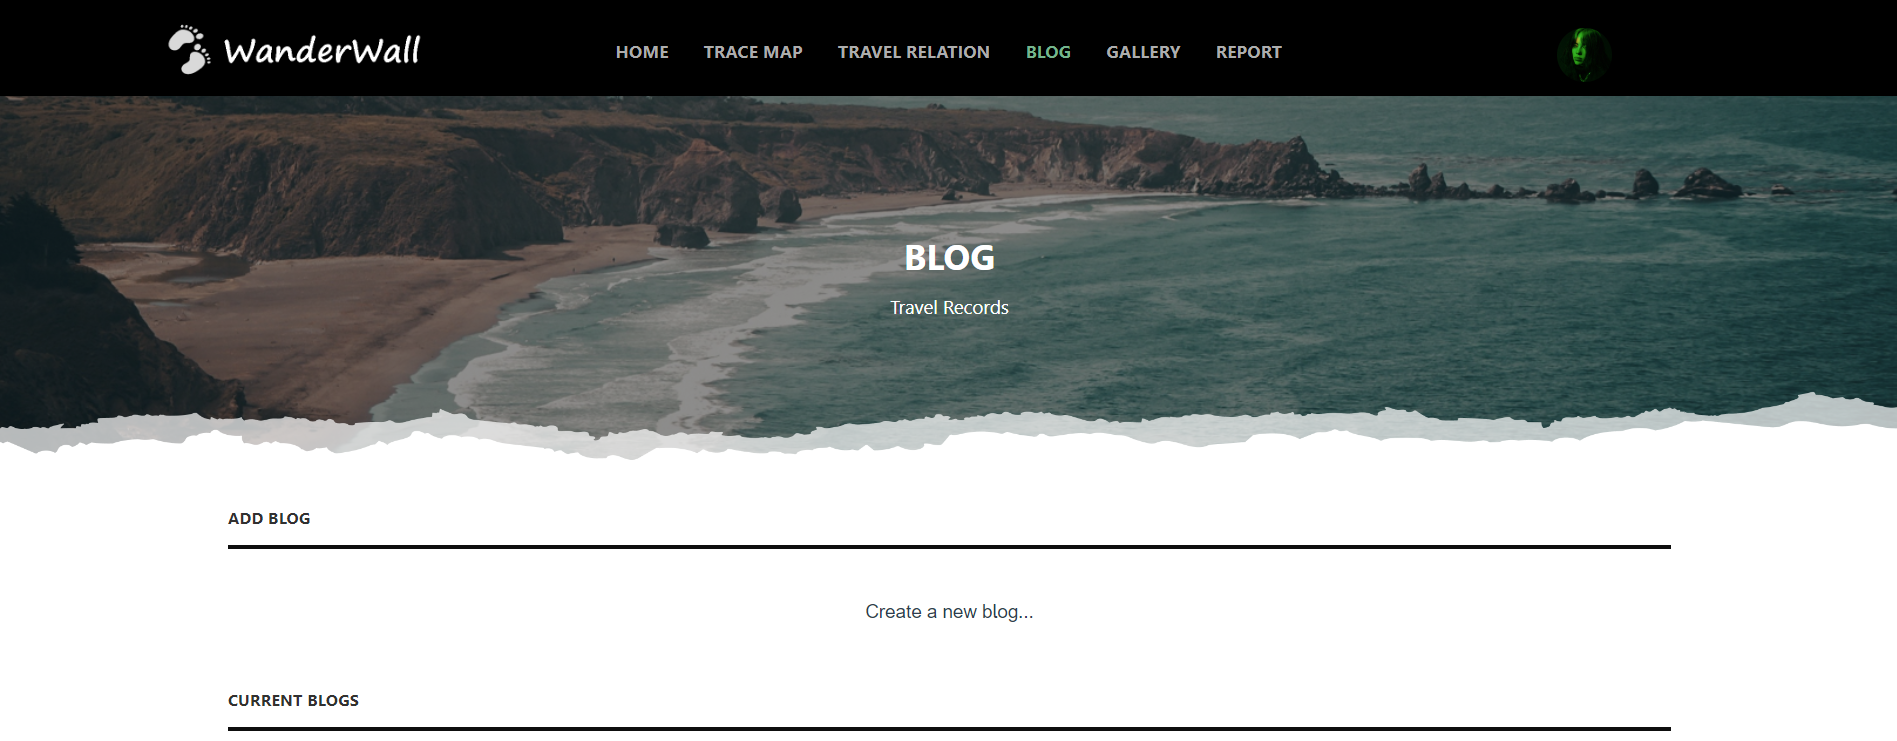 WanderWall
HOME TRACE MAP TRAVEL RELATION BLOG GALLERY REPORT
BLOG
Travel Records
ADD BLOG
Create a new blog...
CURRENT BLOGS